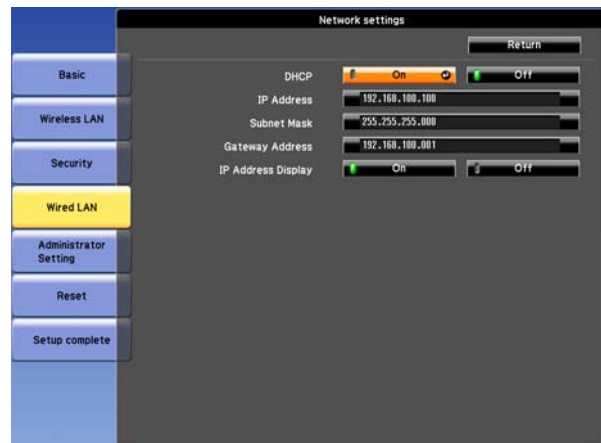 Network settings
Return
Basic
Wireless LAN
Security
Wired LAN
Administrator
Setting
Reset
Setup complete
DHCP On Off
IP Address 192.168.100.100
Subnet Mask 255.255.255.000
Gateway Address 192.168.100.001
IP Address Display On Off